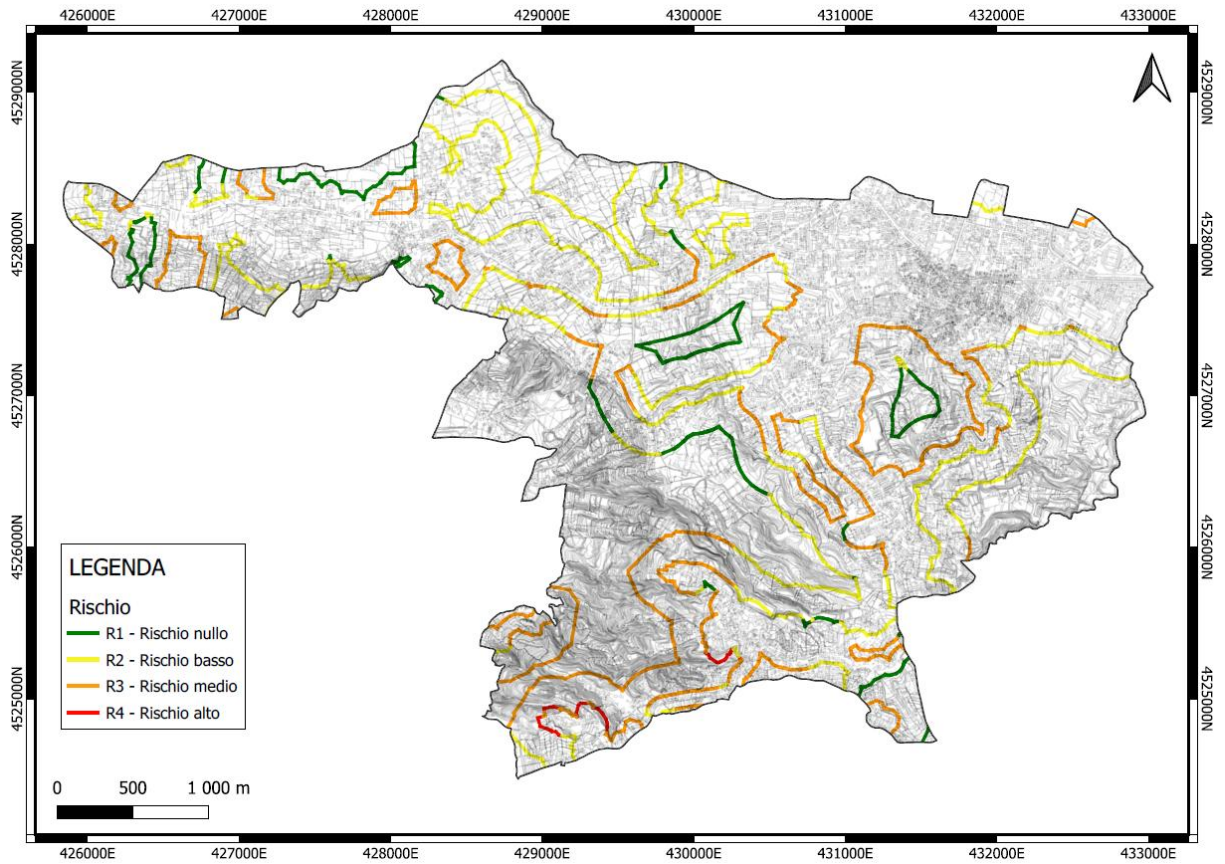 426000E 427000E 428000E 429000E 430000E 431000E 432000E 433000E
4529000N 4529000N
4528000N 4528000N
4527000N 4527000N
4526000N 4526000N
4525000N 4525000N
LEGENDA
Rischio
R1 - Rischio nullo
R2 - Rischio basso
R3 - Rischio medio
R4 - Rischio alto
0 500 1 000 m
426000E 427000E 428000E 429000E 430000E 431000E 432000E 433000E